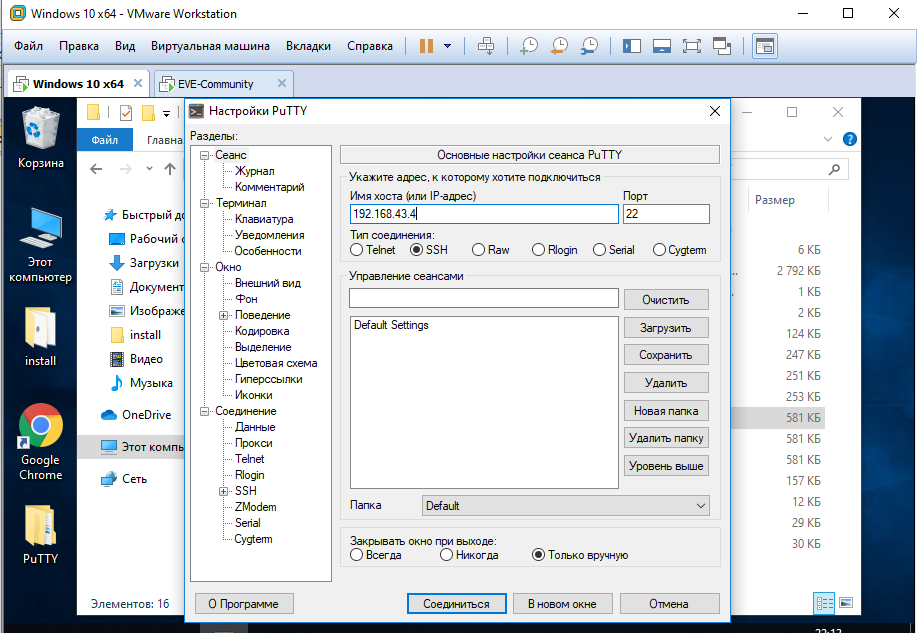 Windows 10 x64 - VMware Workstation
Файл Правка Вид Виртуальная машина Вкладки Справка
Windows 10 x64 EVE-Community
Настройки PuTTY
Файл Главна
Корзина
Этот компьютер
install
Google Chrome
PuTTY
Быстрый до
Рабочий с
Загрузки
Документ
Изображе
install
Видео
Музыка
OneDrive
Этот компь
Сеть
Элементов: 16
Разделы:
Сеанс
Журнал
Комментарий
Терминал
Клавиатура
Уведомления
Особенности
Окно
Внешний вид
Фон
Поведение
Кодировка
Выделение
Цветовая схема
Гиперссылки
Иконки
Соединение
Данные
Прокси
Telnet
Rlogin
SSH
ZModem
Serial
Cygterm
Основные настройки сеанса PuTTY
Укажите адрес, к которому хотите подключиться
Имя хоста (или IP-адрес) Порт
192.168.43.4 22
Тип соединения:
Telnet SSH Raw Rlogin Serial Cygterm
Управление сеансами
Очистить
Default Settings
Загрузить
Сохранить
Удалить
Новая папка
Удалить папку
Уровень выше
Папка Default
Закрывать окно при выходе:
Всегда Никогда Только вручную
О Программе Соединиться В новом окне Отмена
Размер
6 КБ
2 792 КБ
1 КБ
2 КБ
124 КБ
247 КБ
251 КБ
253 КБ
581 КБ
581 КБ
581 КБ
157 КБ
12 КБ
29 КБ
30 КБ